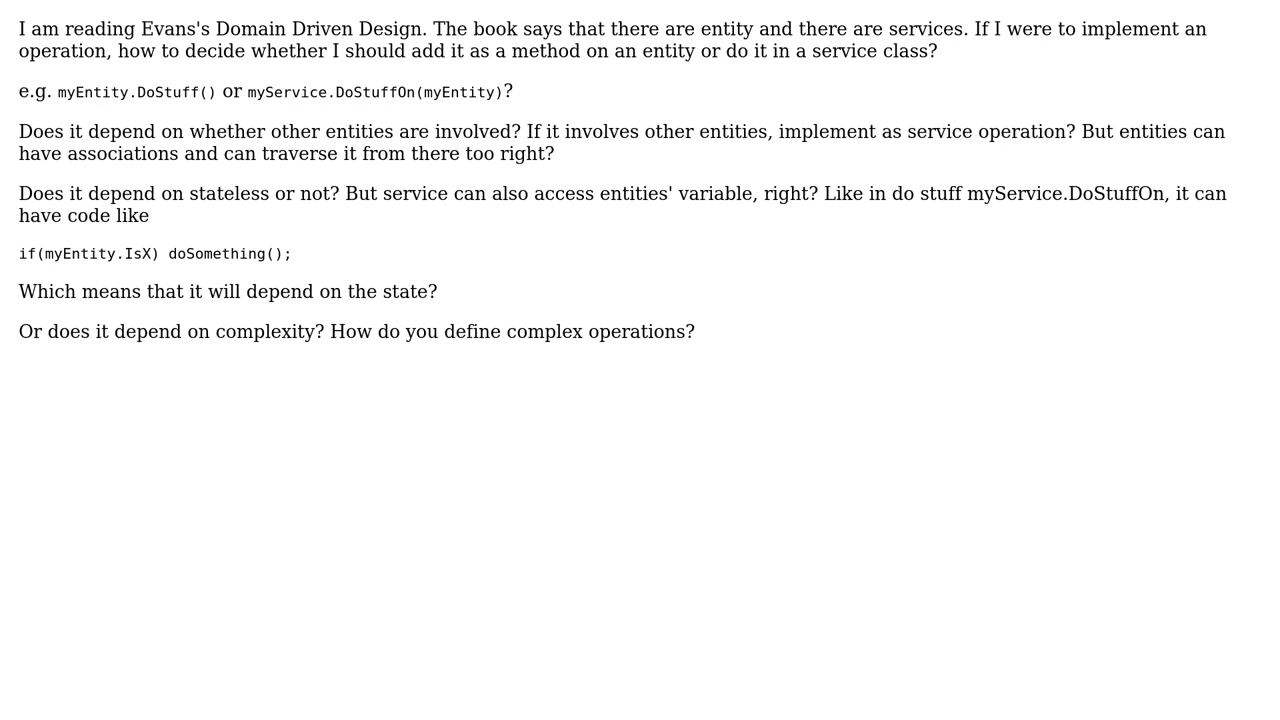 I am reading Evans's Domain Driven Design. The book says that there are entity and there are services. If I were to implement an
operation, how to decide whether I should add it as a method on an entity or do it in a service class?
e.g. myEntity.DoStuff() or myService.DoStuffOn(myEntity)?
Does it depend on whether other entities are involved? If it involves other entities, implement as service operation? But entities can
have associations and can traverse it from there too right?
Does it depend on stateless or not? But service can also access entities' variable, right? Like in do stuff myService.DoStuffOn, it can
have code like
if(myEntity.IsX) doSomething();
Which means that it will depend on the state?
Or does it depend on complexity? How do you define complex operations?